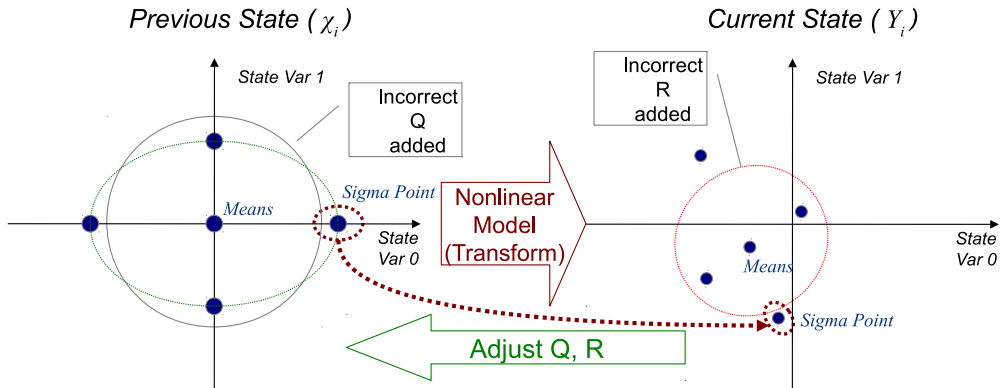 Previous State ( χi )
Current State ( Yi )
State Var 1
Incorrect
Q
added
Means
Sigma Point
State
Var 0
Nonlinear
Model
(Transform)
Incorrect
R
added
State Var 1
State
Var 0
Means
Sigma Point
Adjust Q, R